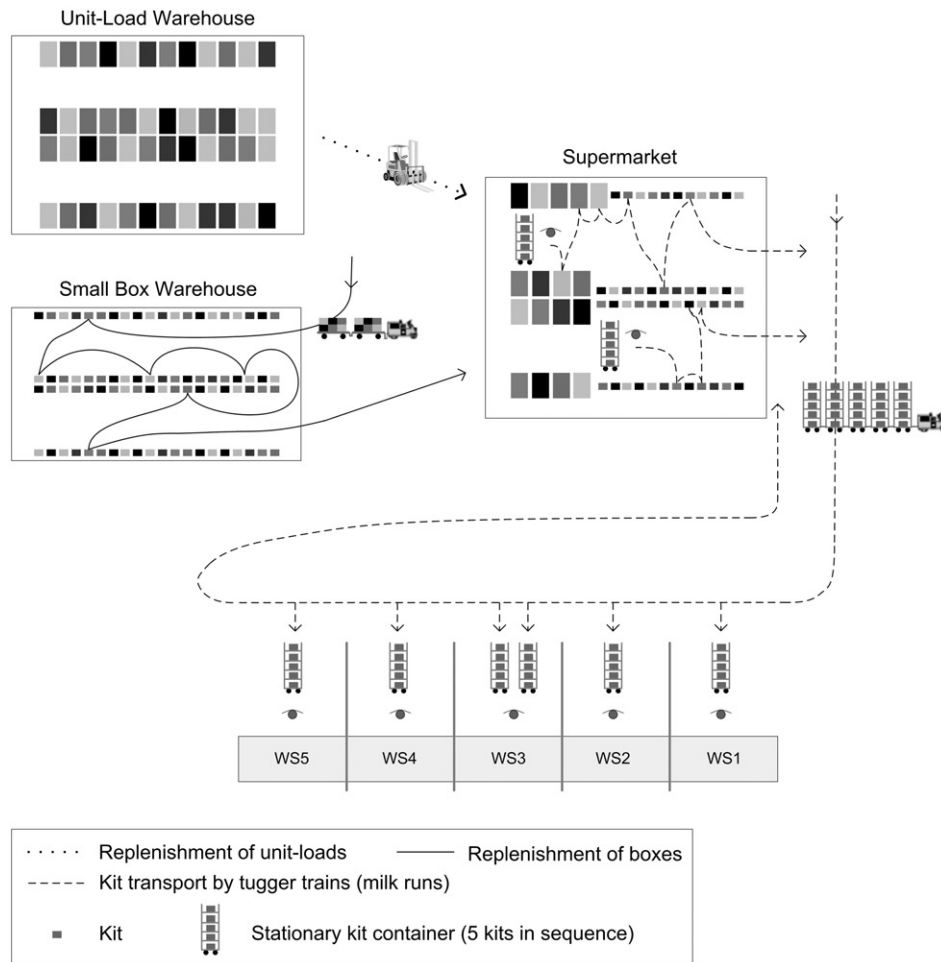 Unit-Load Warehouse
Supermarket
Small Box Warehouse
WS5
WS4
WS3
WS2
WS1
Replenishment of unit-loads
Replenishment of boxes
Kit transport by tugger trains (milk runs)
Kit
Stationary kit container (5 kits in sequence)